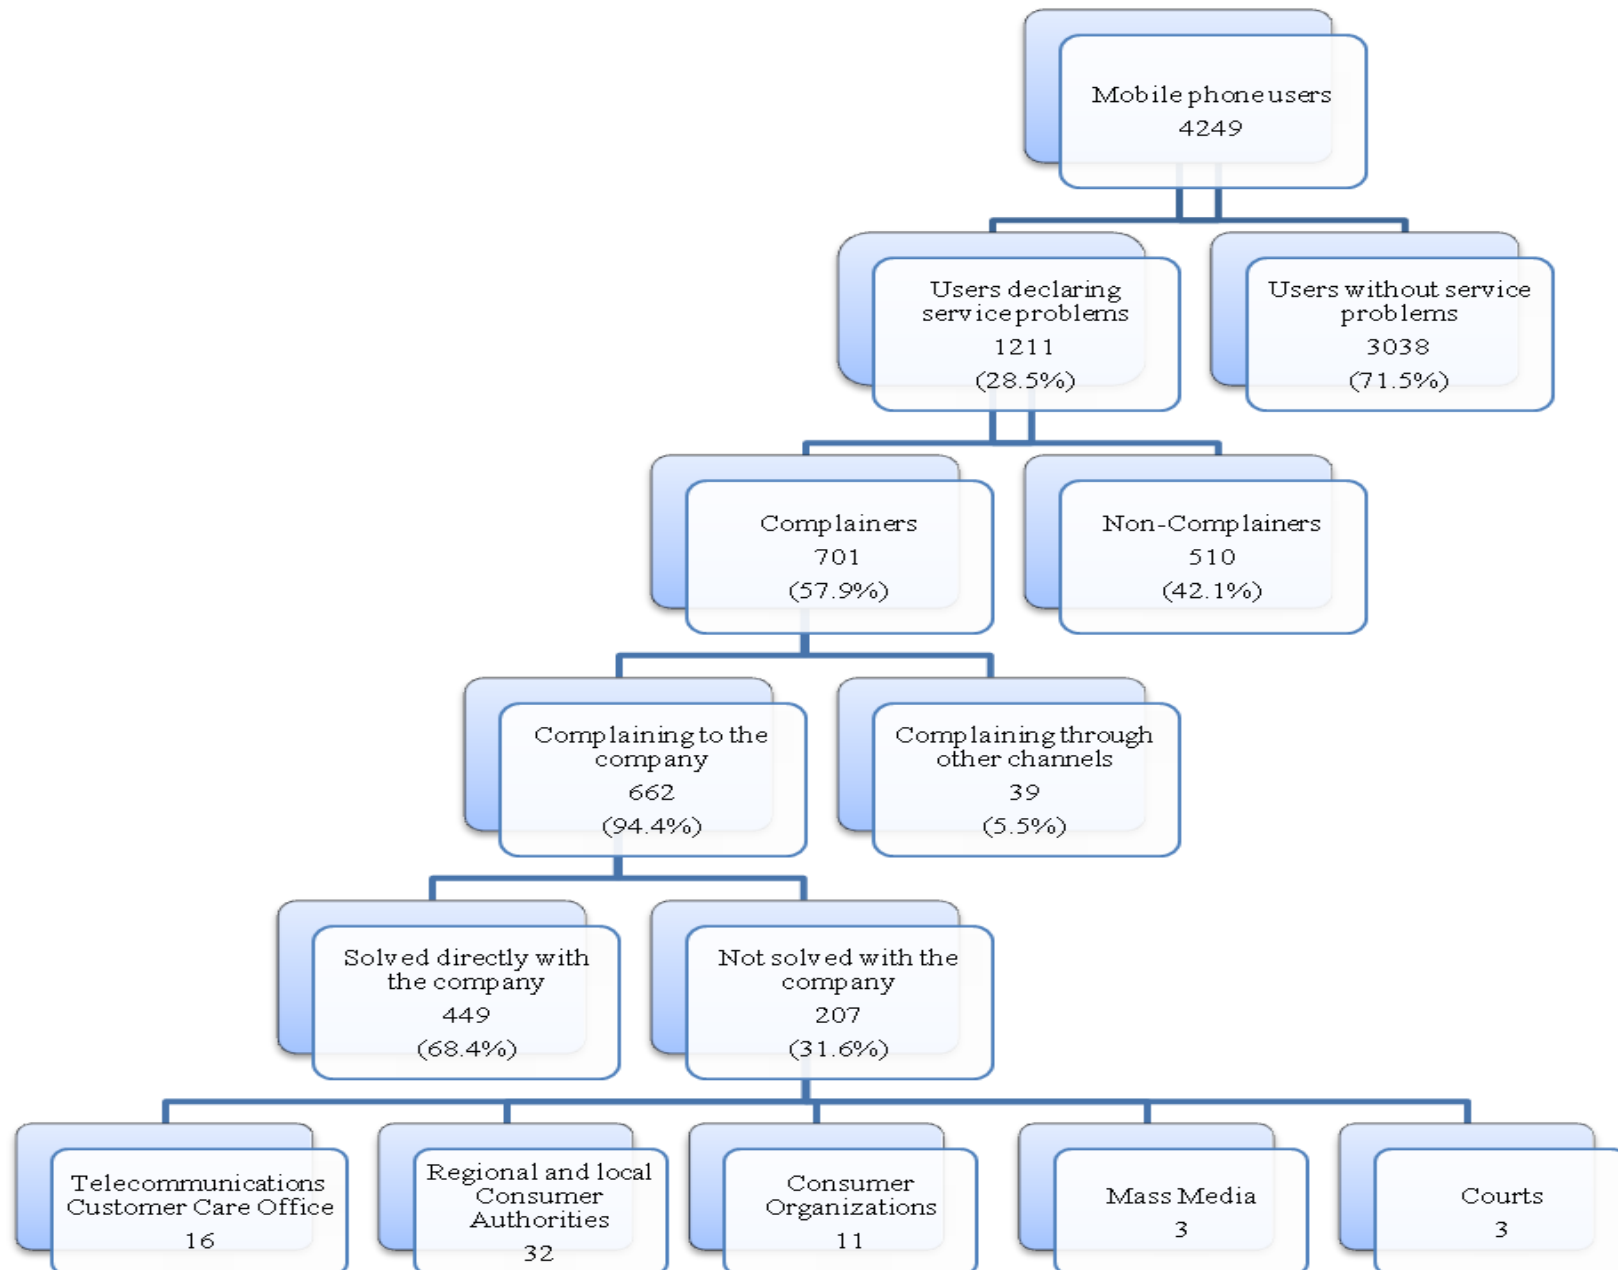 Mobile phone users
4249
Users declaring
service problems
1211
(28.5%)
Users without service
problems
3038
(71.5%)
Complainers
701
(57.9%)
Non-Complainers
510
(42.1%)
Complaining to the
company
662
(94.4%)
Complaining through
other channels
39
(5.5%)
Solved directly with
the company
449
(68.4%)
Not solved with the
company
207
(31.6%)
Telecommunications
Customer Care Office
16
Regional and local
Consumer
Authorities
32
Consumer
Organizations
11
Mass Media
3
Courts
3